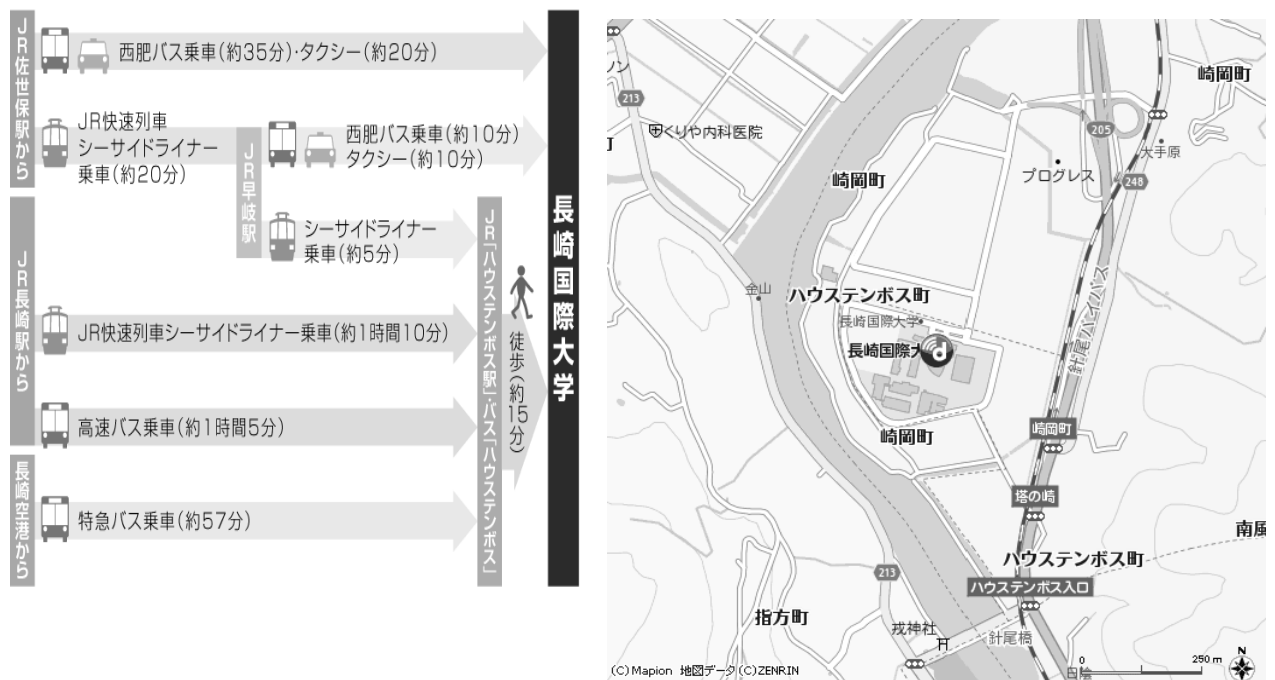 JR佐世保駅から
西肥バス乗車(約35分)・タクシー(約20分)
JR快速列車
シーサイドライナー
乗車(約20分)
JR早岐駅
西肥バス乗車(約10分)
タクシー(約10分)
シーサイドライナー
乗車(約5分)
JR長崎駅から
JR快速列車シーサイドライナー乗車(約1時間10分)
高速バス乗車(約1時間5分)
長崎空港から
特急バス乗車(約57分)
JR「ハウステンボス駅」・バス「ハウステンボス」
徒歩(約15分)
長崎国際大学
ノン
213
くりや内科医院
町
崎岡町
205
大手原
プログレス
248
崎岡町
金山
ハウステンボス町
長崎国際大学
長崎国際大
d
針尾バイパス
崎岡町
崎岡町
塔の崎
南風
ハウステンボス町
213
ハウステンボス入口
指方町
戎神社
針尾橋
(C)Mapion 地図データ(C)ZENRIN
0
250m
N